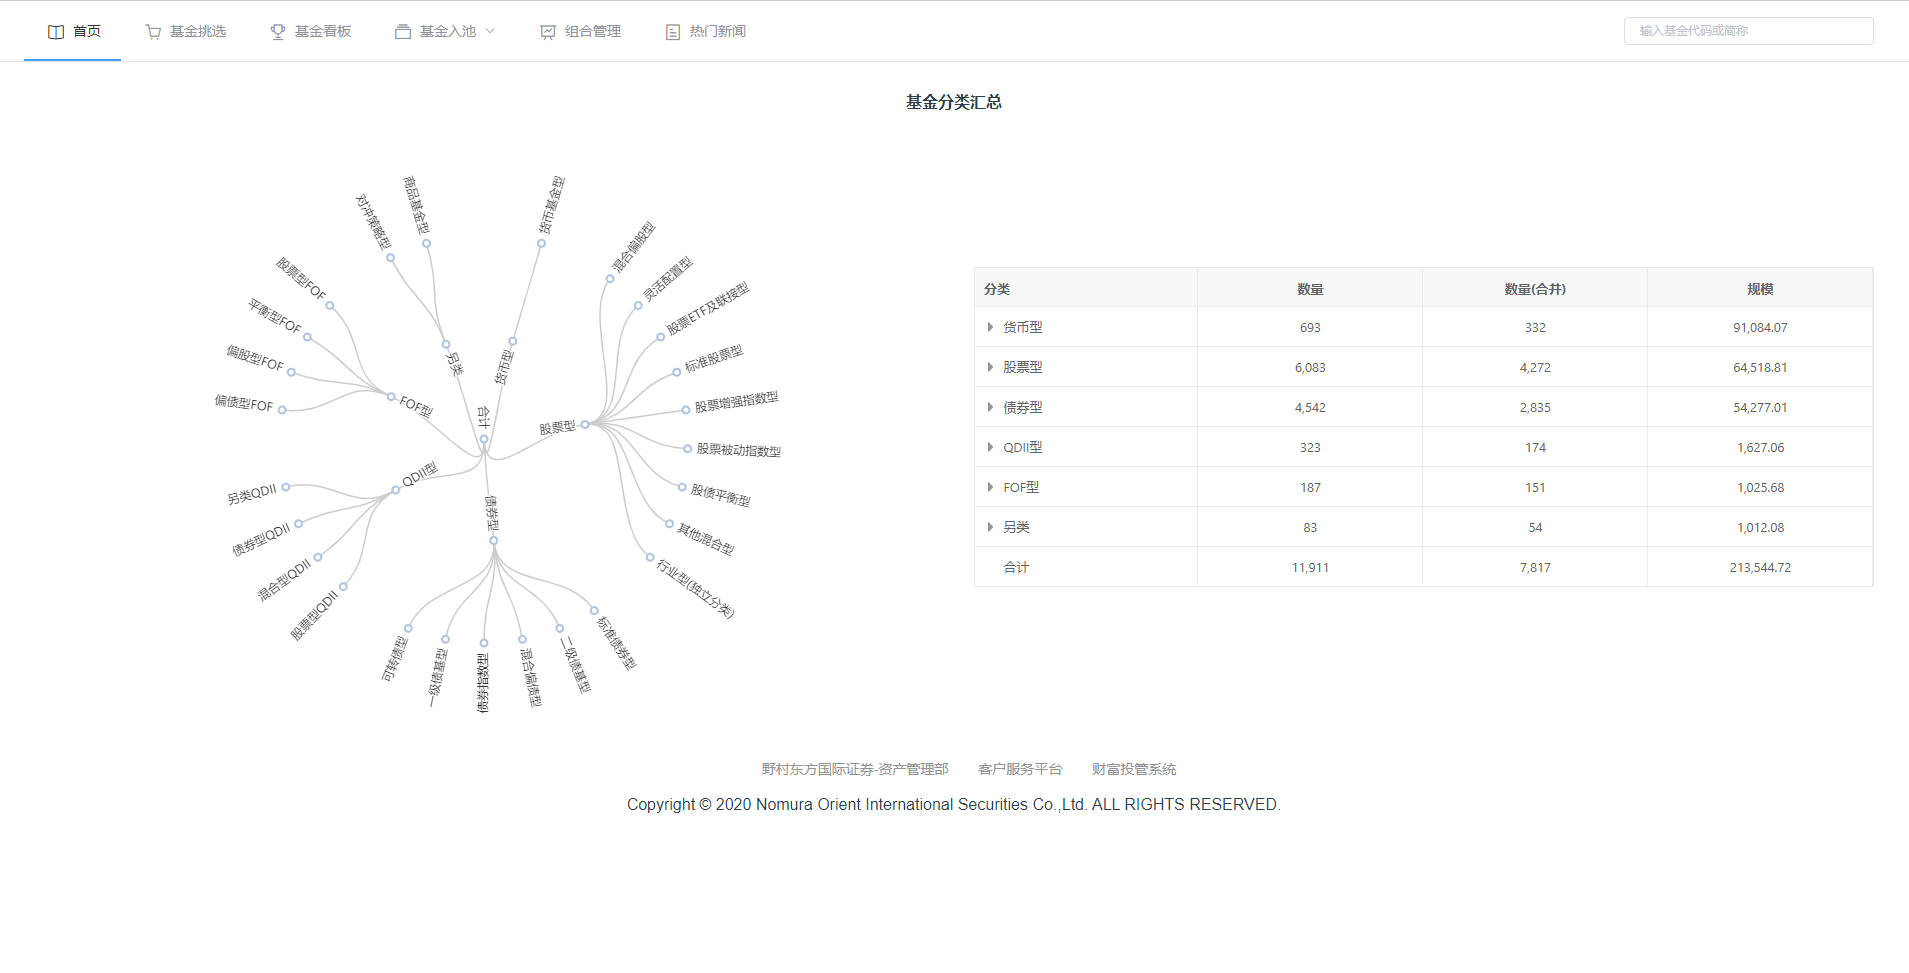 首页 基金挑选 基金看板 基金入池 组合管理 热门新闻 输入基金代码或简称
基金分类汇总
商品基金型
对冲策略型
另类
货币基金型
货币型
股票型FOF
平衡型FOF
偏股型FOF
偏债型FOF
FOF型
合计
混合偏股型
灵活配置型
股票ETF及联接型
标准股票型
股票增强指数型
股票被动指数型
股债平衡型
其他混合型
行业型(独立分类)
股票型
QDII型
另类QDII
债券型QDII
混合型QDII
股票型QDII
债券型
可转债型
一级债基型
债券指数型
混合偏债型
二级债基型
标准债券型
分类 数量 数量(合并) 规模
货币型 693 332 91,084.07
股票型 6,083 4,272 64,518.81
债券型 4,542 2,835 54,277.01
QDII型 323 174 1,627.06
FOF型 187 151 1,025.68
另类 83 54 1,012.08
合计 11,911 7,817 213,544.72
野村东方国际证券-资产管理部 客户服务平台 财富投管系统
Copyright © 2020 Nomura Orient International Securities Co.,Ltd. ALL RIGHTS RESERVED.